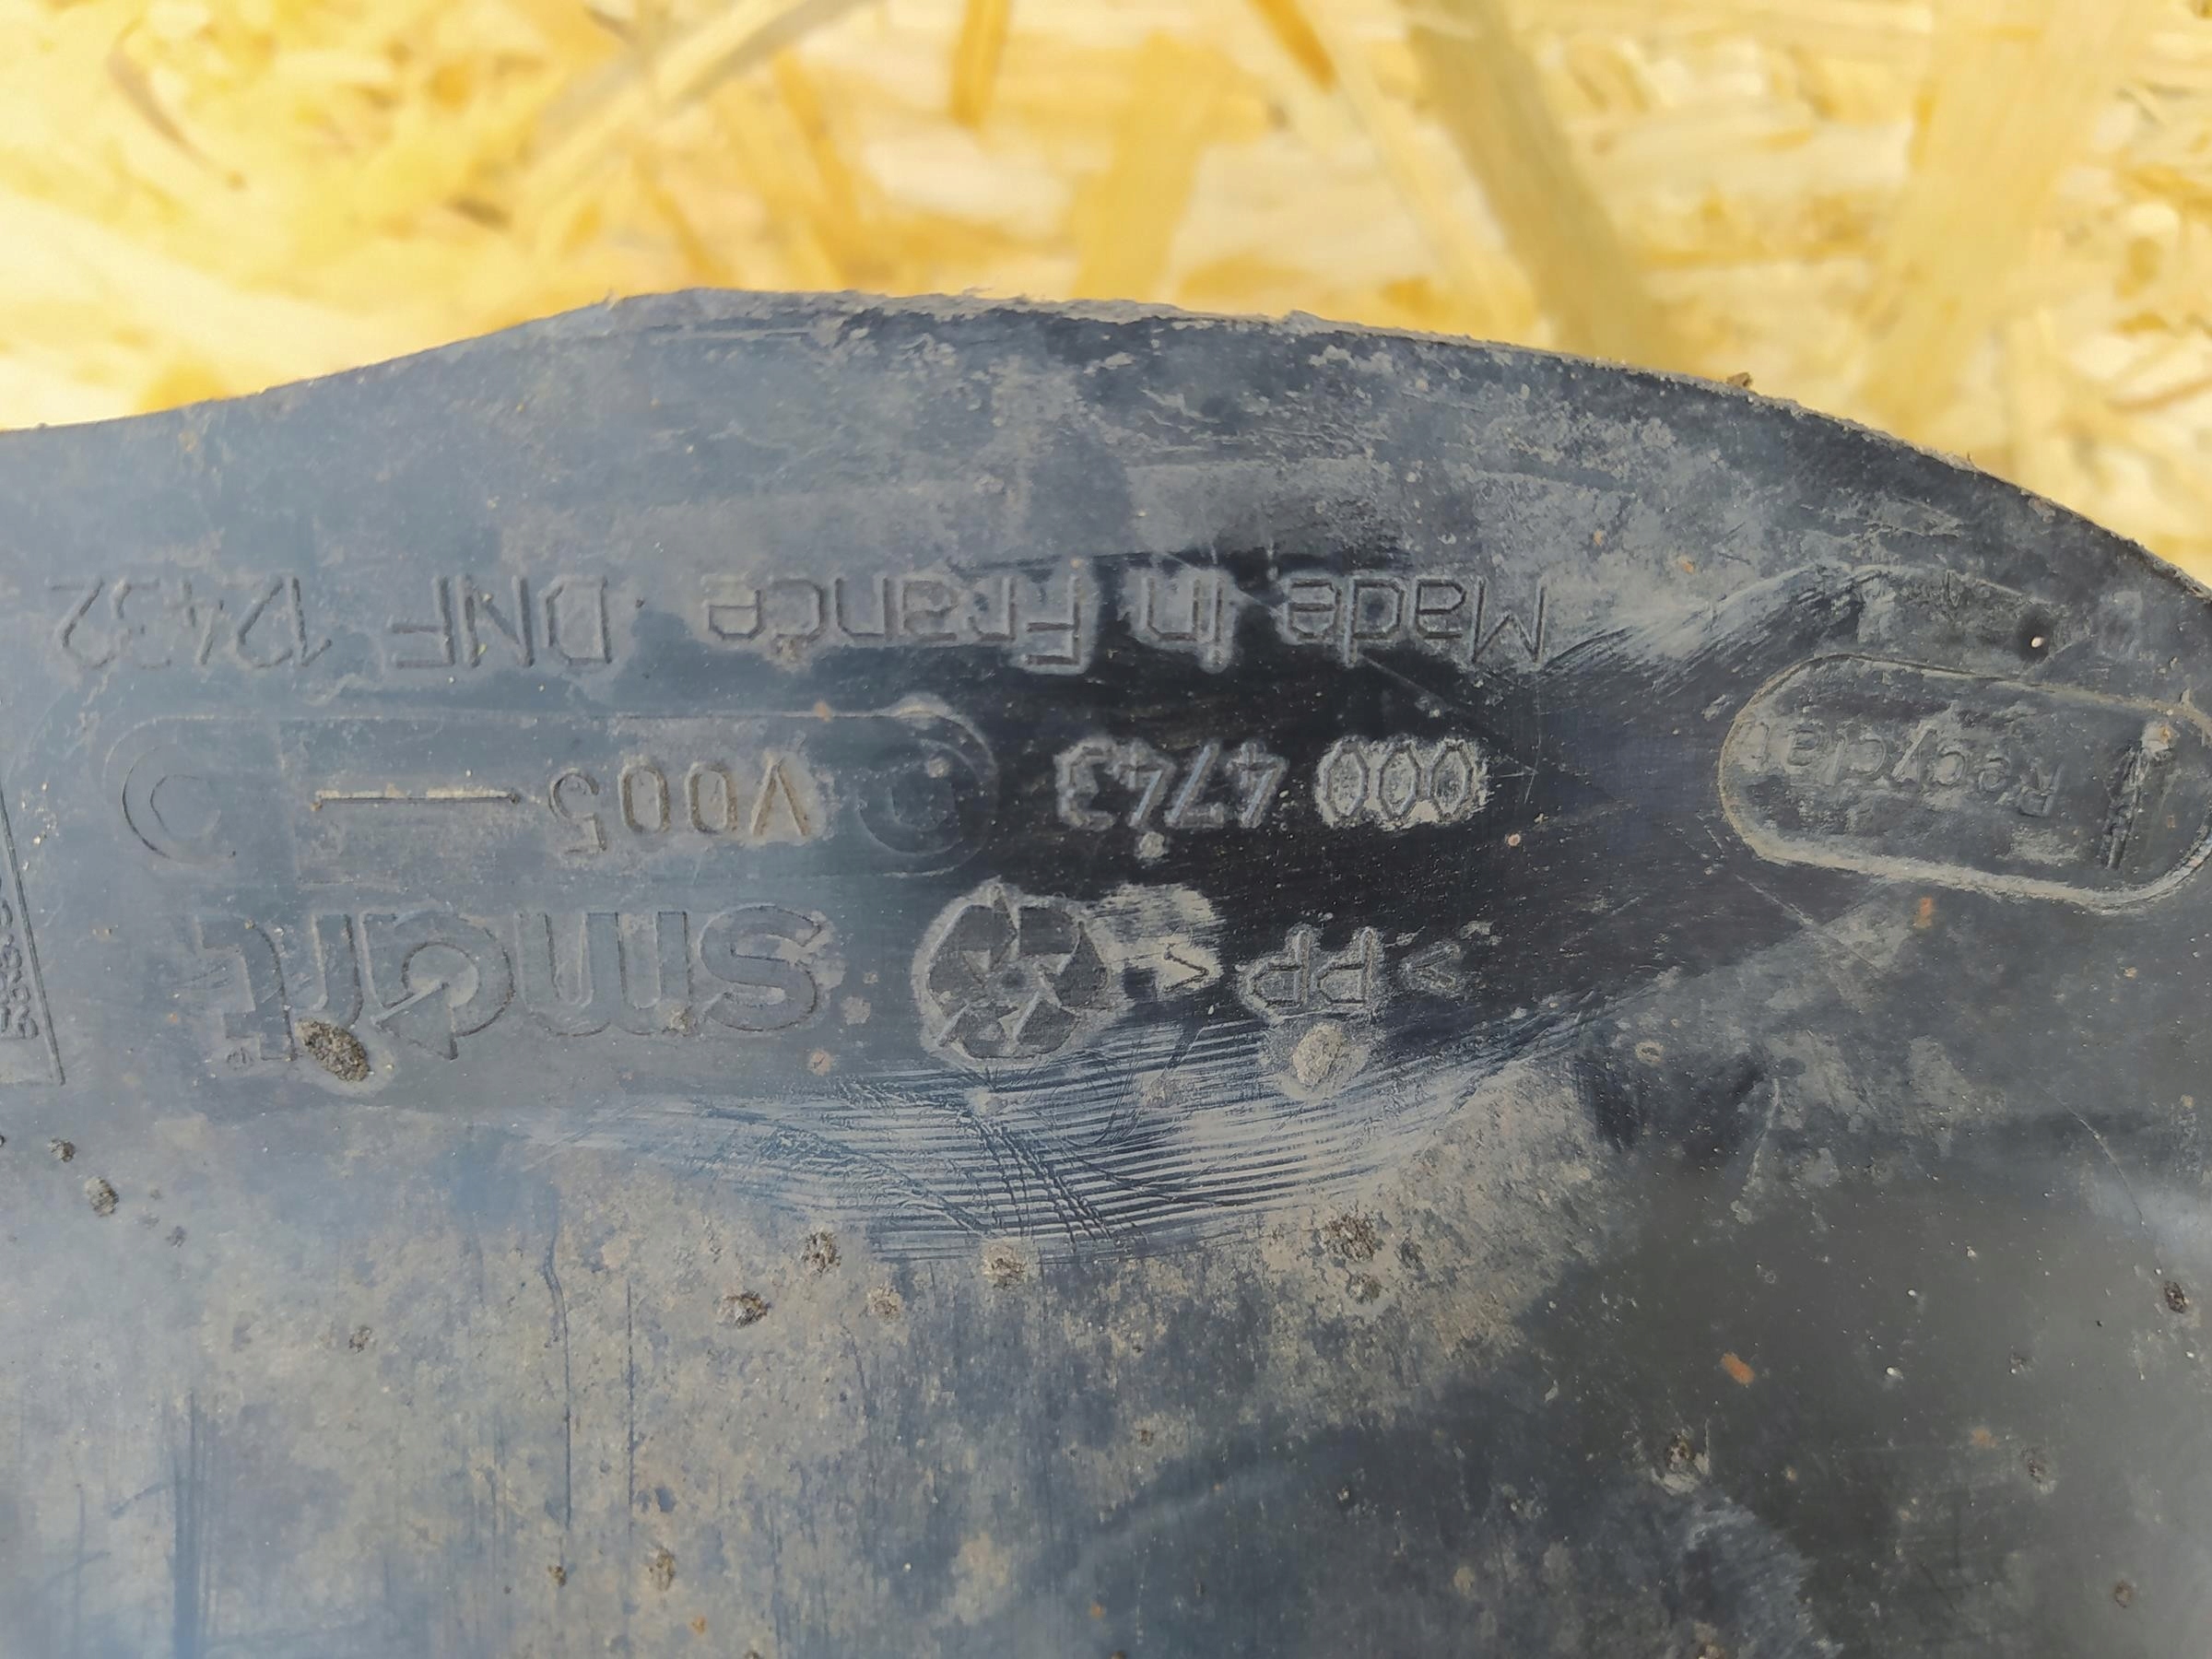 >PP< smart®
Recyclat
000 4743 V005
Made In France DNF 12432